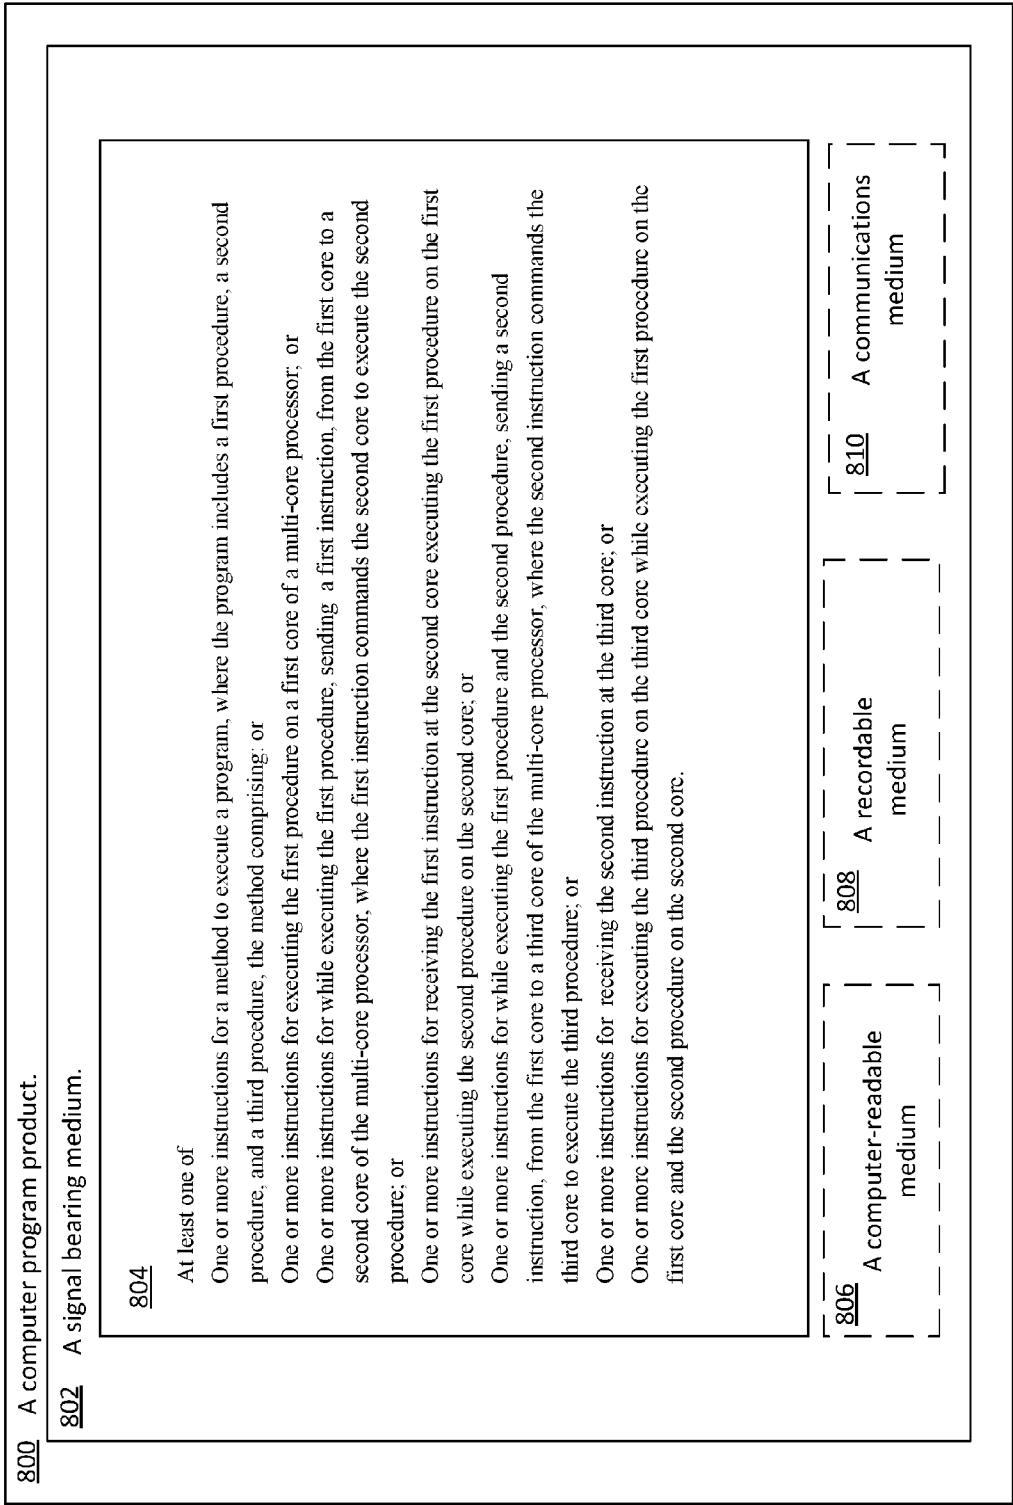 800 A computer program product.
802 A signal bearing medium.
804
At least one of
One or more instructions for a method to execute a program, where the program includes a first procedure, a second
procedure, and a third procedure, the method comprising: or
One or more instructions for executing the first procedure on a first core of a multi-core processor; or
One or more instructions for while executing the first procedure, sending a first instruction, from the first core to a
second core of the multi-core processor, where the first instruction commands the second core to execute the second
procedure; or
One or more instructions for receiving the first instruction at the second core executing the first procedure on the first
core while executing the second procedure on the second core; or
One or more instructions for while executing the first procedure and the second procedure, sending a second
instruction, from the first core to a third core of the multi-core processor, where the second instruction commands the
third core to execute the third procedure; or
One or more instructions for receiving the second instruction at the third core; or
One or more instructions for executing the third procedure on the third core while executing the first procedure on the
first core and the second procedure on the second core.
806
A computer-readable
medium
808
A recordable
medium
810
A communications
medium